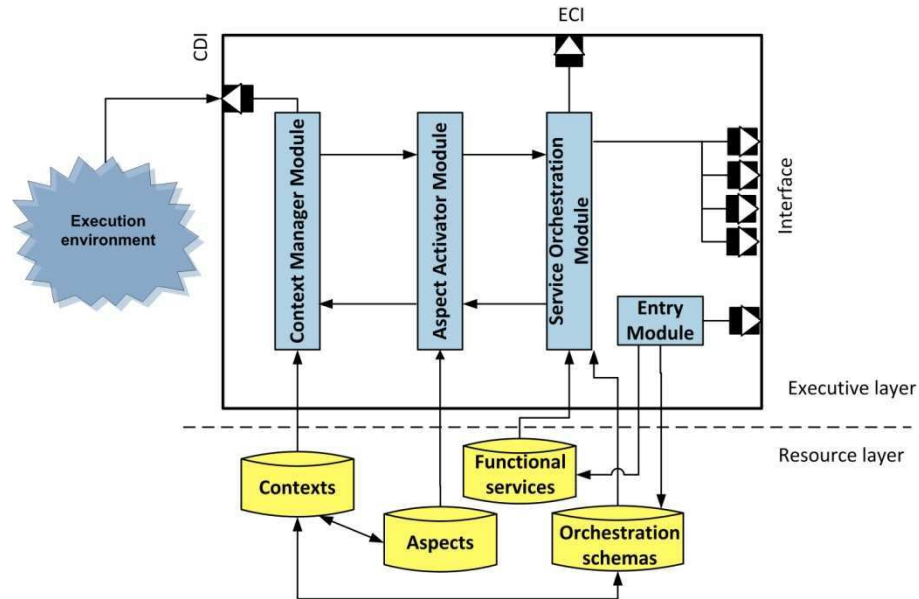 ECI
CDI
Context Manager Module
Aspect Activator Module
Service Orchestration
Module
Interface
Execution
environment
Entry
Module
Executive layer
Resource layer
Functional
services
Contexts
Aspects
Orchestration
schemas